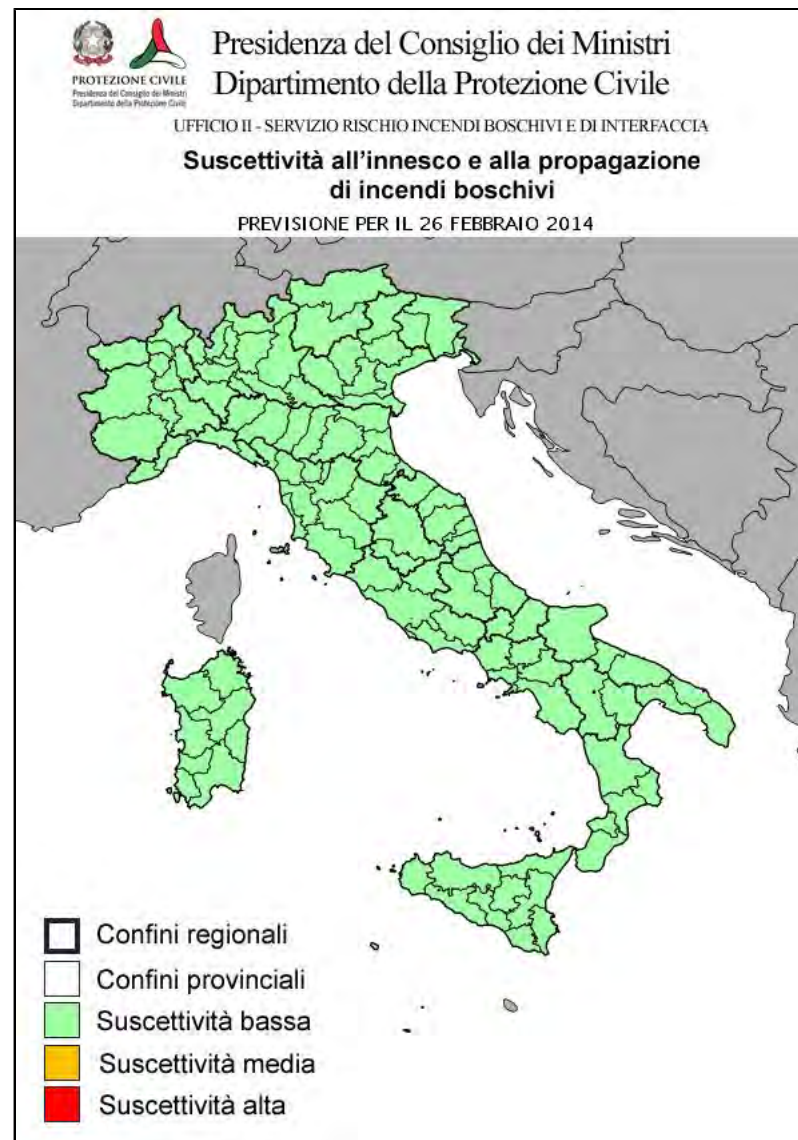 Presidenza del Consiglio dei Ministri
Dipartimento della Protezione Civile
PROTEZIONE CIVILE
Presidenza del Consiglio dei Ministri
Dipartimento della Protezione Civile
UFFICIO II - SERVIZIO RISCHIO INCENDI BOSCHIVI E DI INTERFACCIA
Suscettività all'innesco e alla propagazione
di incendi boschivi
PREVISIONE PER IL 26 FEBBRAIO 2014
Confini regionali
Confini provinciali
Suscettività bassa
Suscettività media
Suscettività alta